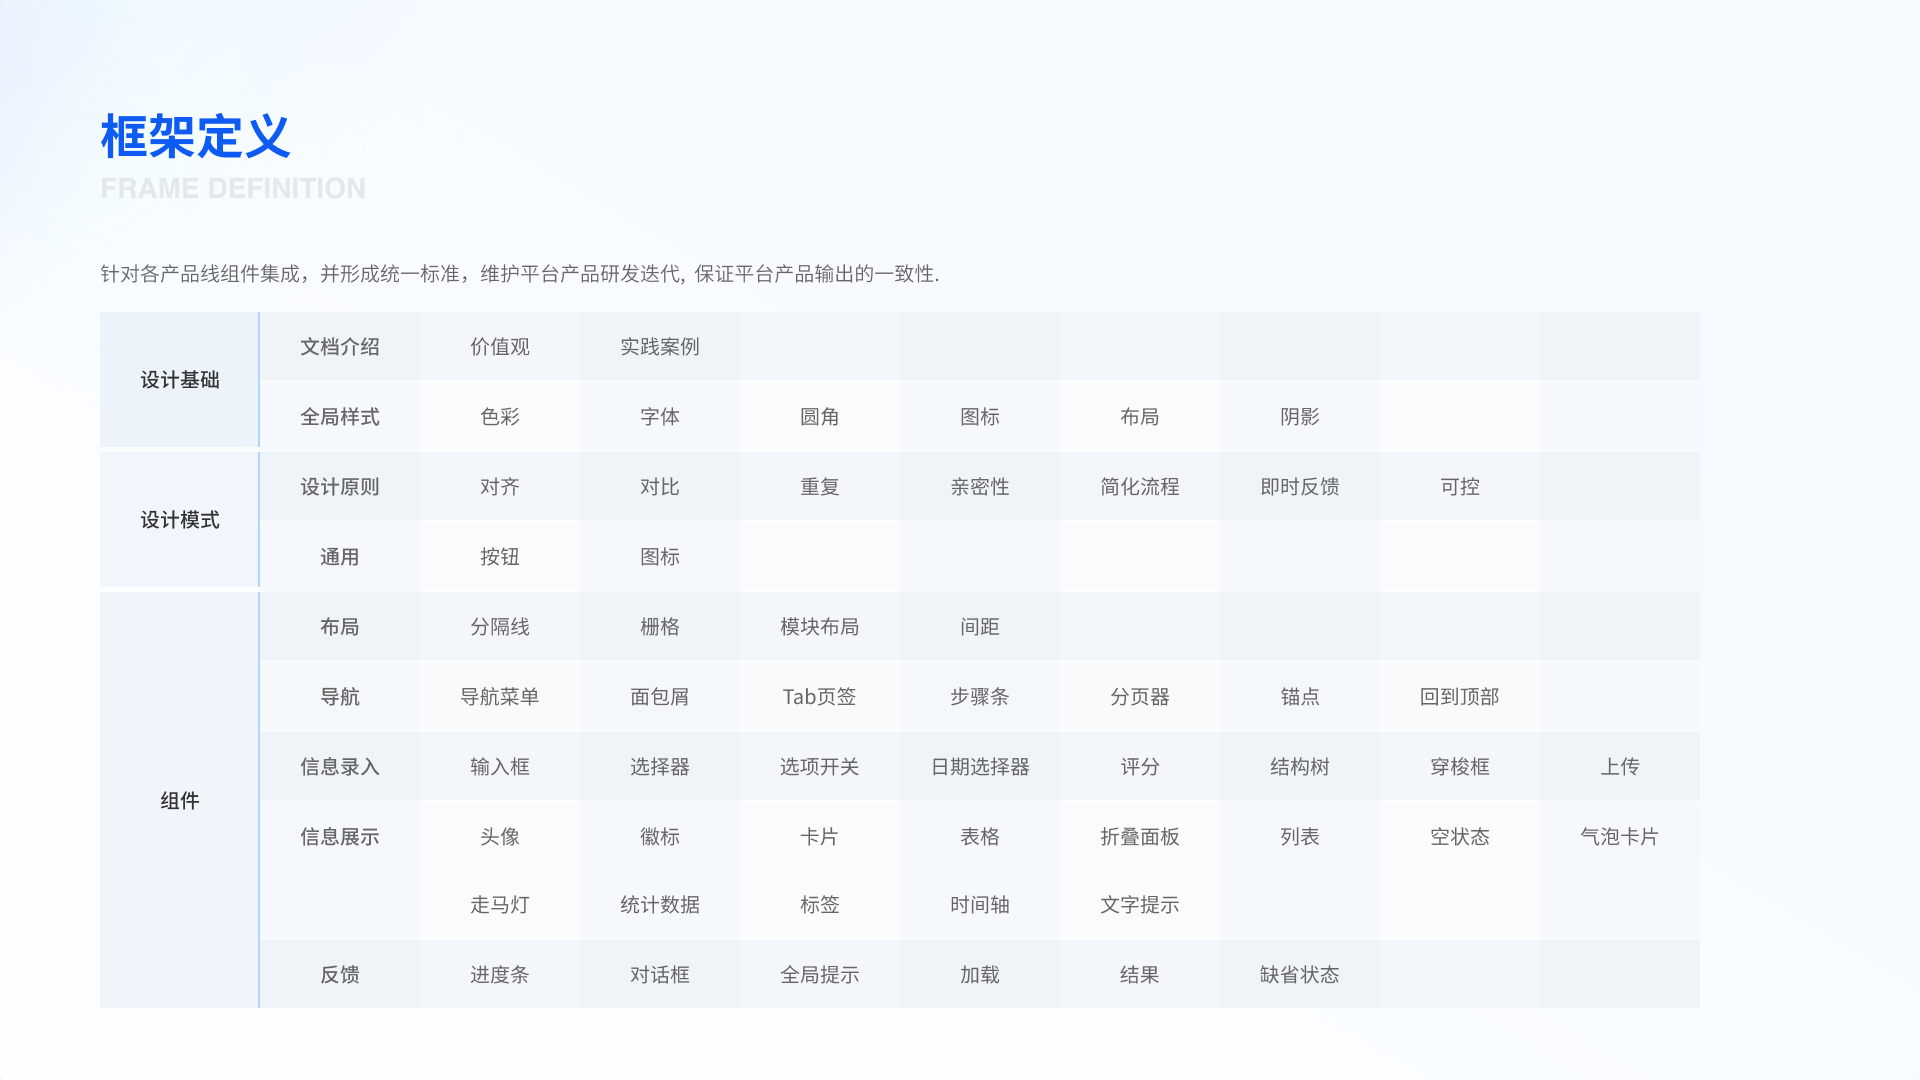 框架定义
FRAME DEFINITION
针对各产品线组件集成，并形成统一标准，维护平台产品研发迭代, 保证平台产品输出的一致性.
设计基础
文档介绍 价值观 实践案例
全局样式 色彩 字体 圆角 图标 布局 阴影
设计模式
设计原则 对齐 对比 重复 亲密性 简化流程 即时反馈 可控
通用 按钮 图标
组件
布局 分隔线 栅格 模块布局 间距
导航 导航菜单 面包屑 Tab页签 步骤条 分页器 锚点 回到顶部
信息录入 输入框 选择器 选项开关 日期选择器 评分 结构树 穿梭框 上传
信息展示 头像 徽标 卡片 表格 折叠面板 列表 空状态 气泡卡片
走马灯 统计数据 标签 时间轴 文字提示
反馈 进度条 对话框 全局提示 加载 结果 缺省状态